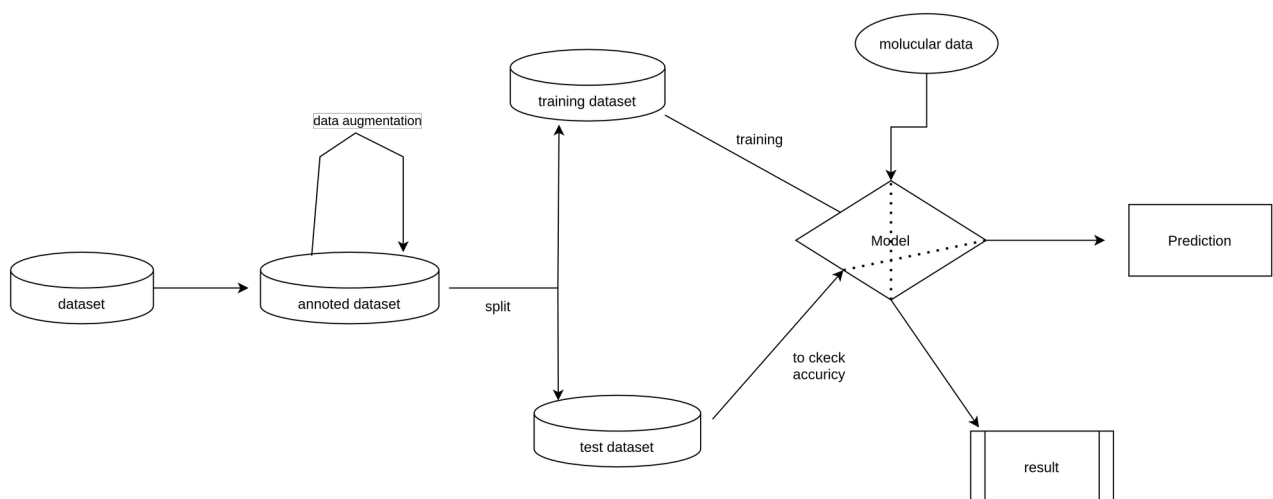 molucular data
training dataset
data augmentation
training
Model
Prediction
dataset
annoted dataset
split
to ckeck
accuricy
test dataset
result